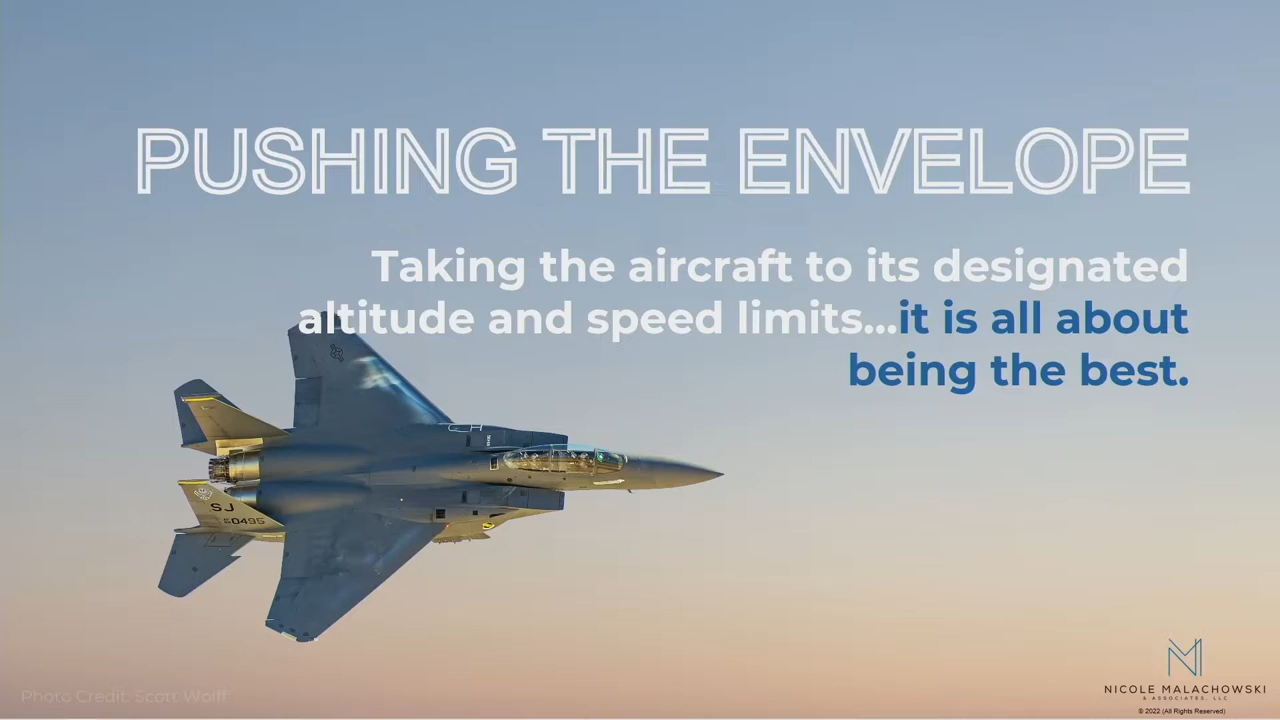 PUSHING THE ENVELOPE
Taking the aircraft to its designated
altitude and speed limits...it is all about
being the best.
SJ
0495
Photo Credit: Scott Wolff
NICOLE MALACHOWSKI
& ASSOCIATES, LLC
© 2022 (All Rights Reserved)